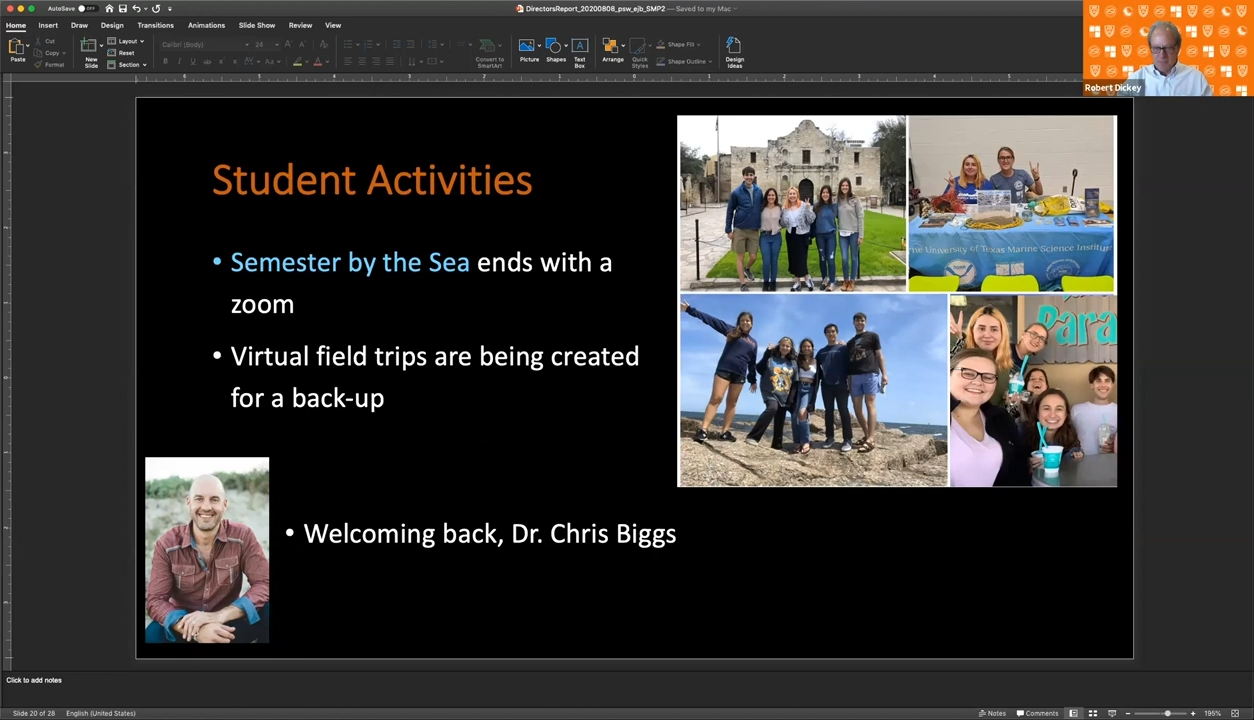 AutoSave OFF
DirectorsReport_20200808_psw_ejb_SMP2 — Saved to my Mac
Home Insert Draw Design Transitions Animations Slide Show Review View
Paste
Cut
Copy
Format
New Slide
Layout
Reset
Section
Calibri (Body)
24
Convert to SmartArt
Picture
Shapes
Text Box
Arrange
Quick Styles
Shape Fill
Shape Outline
Design Ideas
Robert Dickey
Student Activities
• Semester by the Sea ends with a
zoom
• Virtual field trips are being created
for a back-up
• Welcoming back, Dr. Chris Biggs
The University of Texas Marine Science Institut
Para
Click to add notes
Slide 20 of 28 English (United States)
Notes Comments 195%